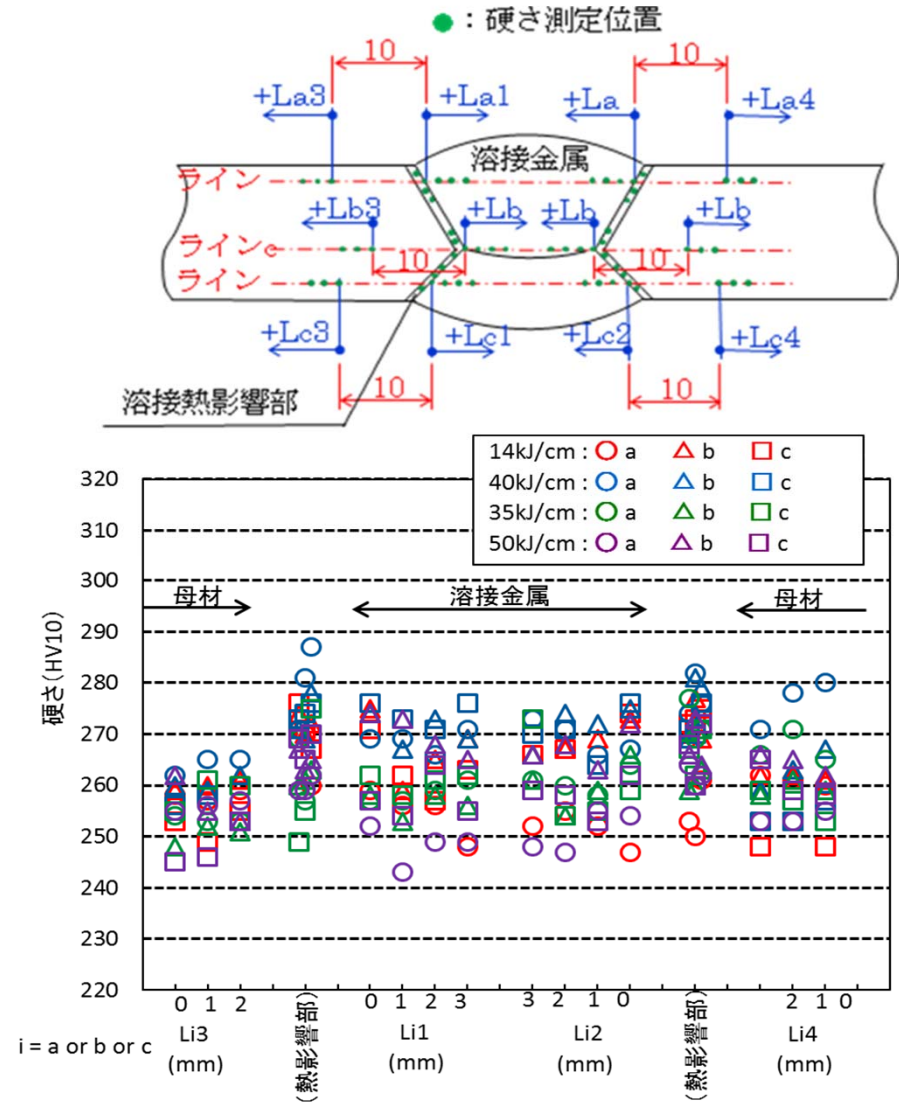 ●：硬さ測定位置
10 10
+La3 +La1 +La +La4
溶接金属
ライン
+Lb3 +Lb +Lb +Lb
ラインc
10 10
ライン
+Lc3 +Lc1 +Lc2 +Lc4
10 10
溶接熱影響部
14kJ/cm : ○ a △ b □ c
40kJ/cm : ○ a △ b □ c
35kJ/cm : ○ a △ b □ c
50kJ/cm : ○ a △ b □ c
320
310
300
290
280
270
260
250
240
230
220
硬さ(HV10)
母材 溶接金属 母材
0 1 2 (熱影響部) 0 1 2 3 3 2 1 0 (熱影響部) 2 1 0
i = a or b or c Li3 Li1 Li2 Li4
(mm) (mm) (mm) (mm)